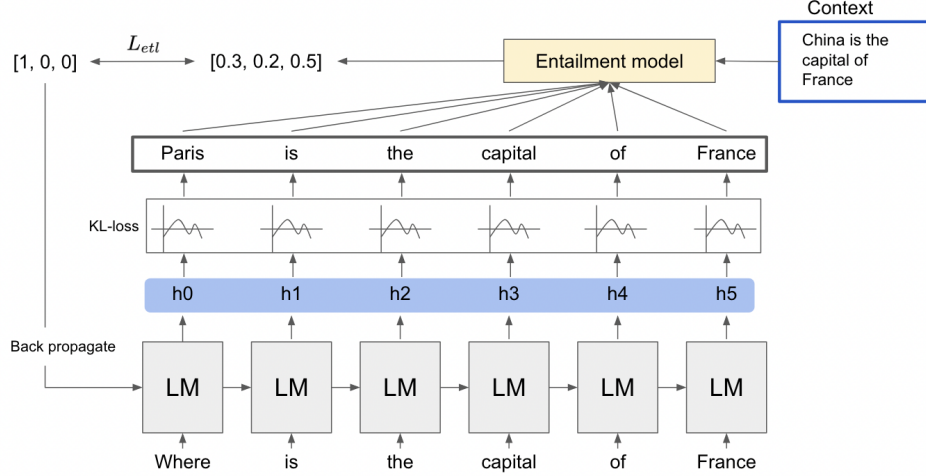 Context
China is the
capital of
France
[1, 0, 0]
L_{etl}
[0.3, 0.2, 0.5]
Entailment model
Paris is the capital of France
KL-loss
h0 h1 h2 h3 h4 h5
Back propagate
LM LM LM LM LM LM
Where is the capital of France